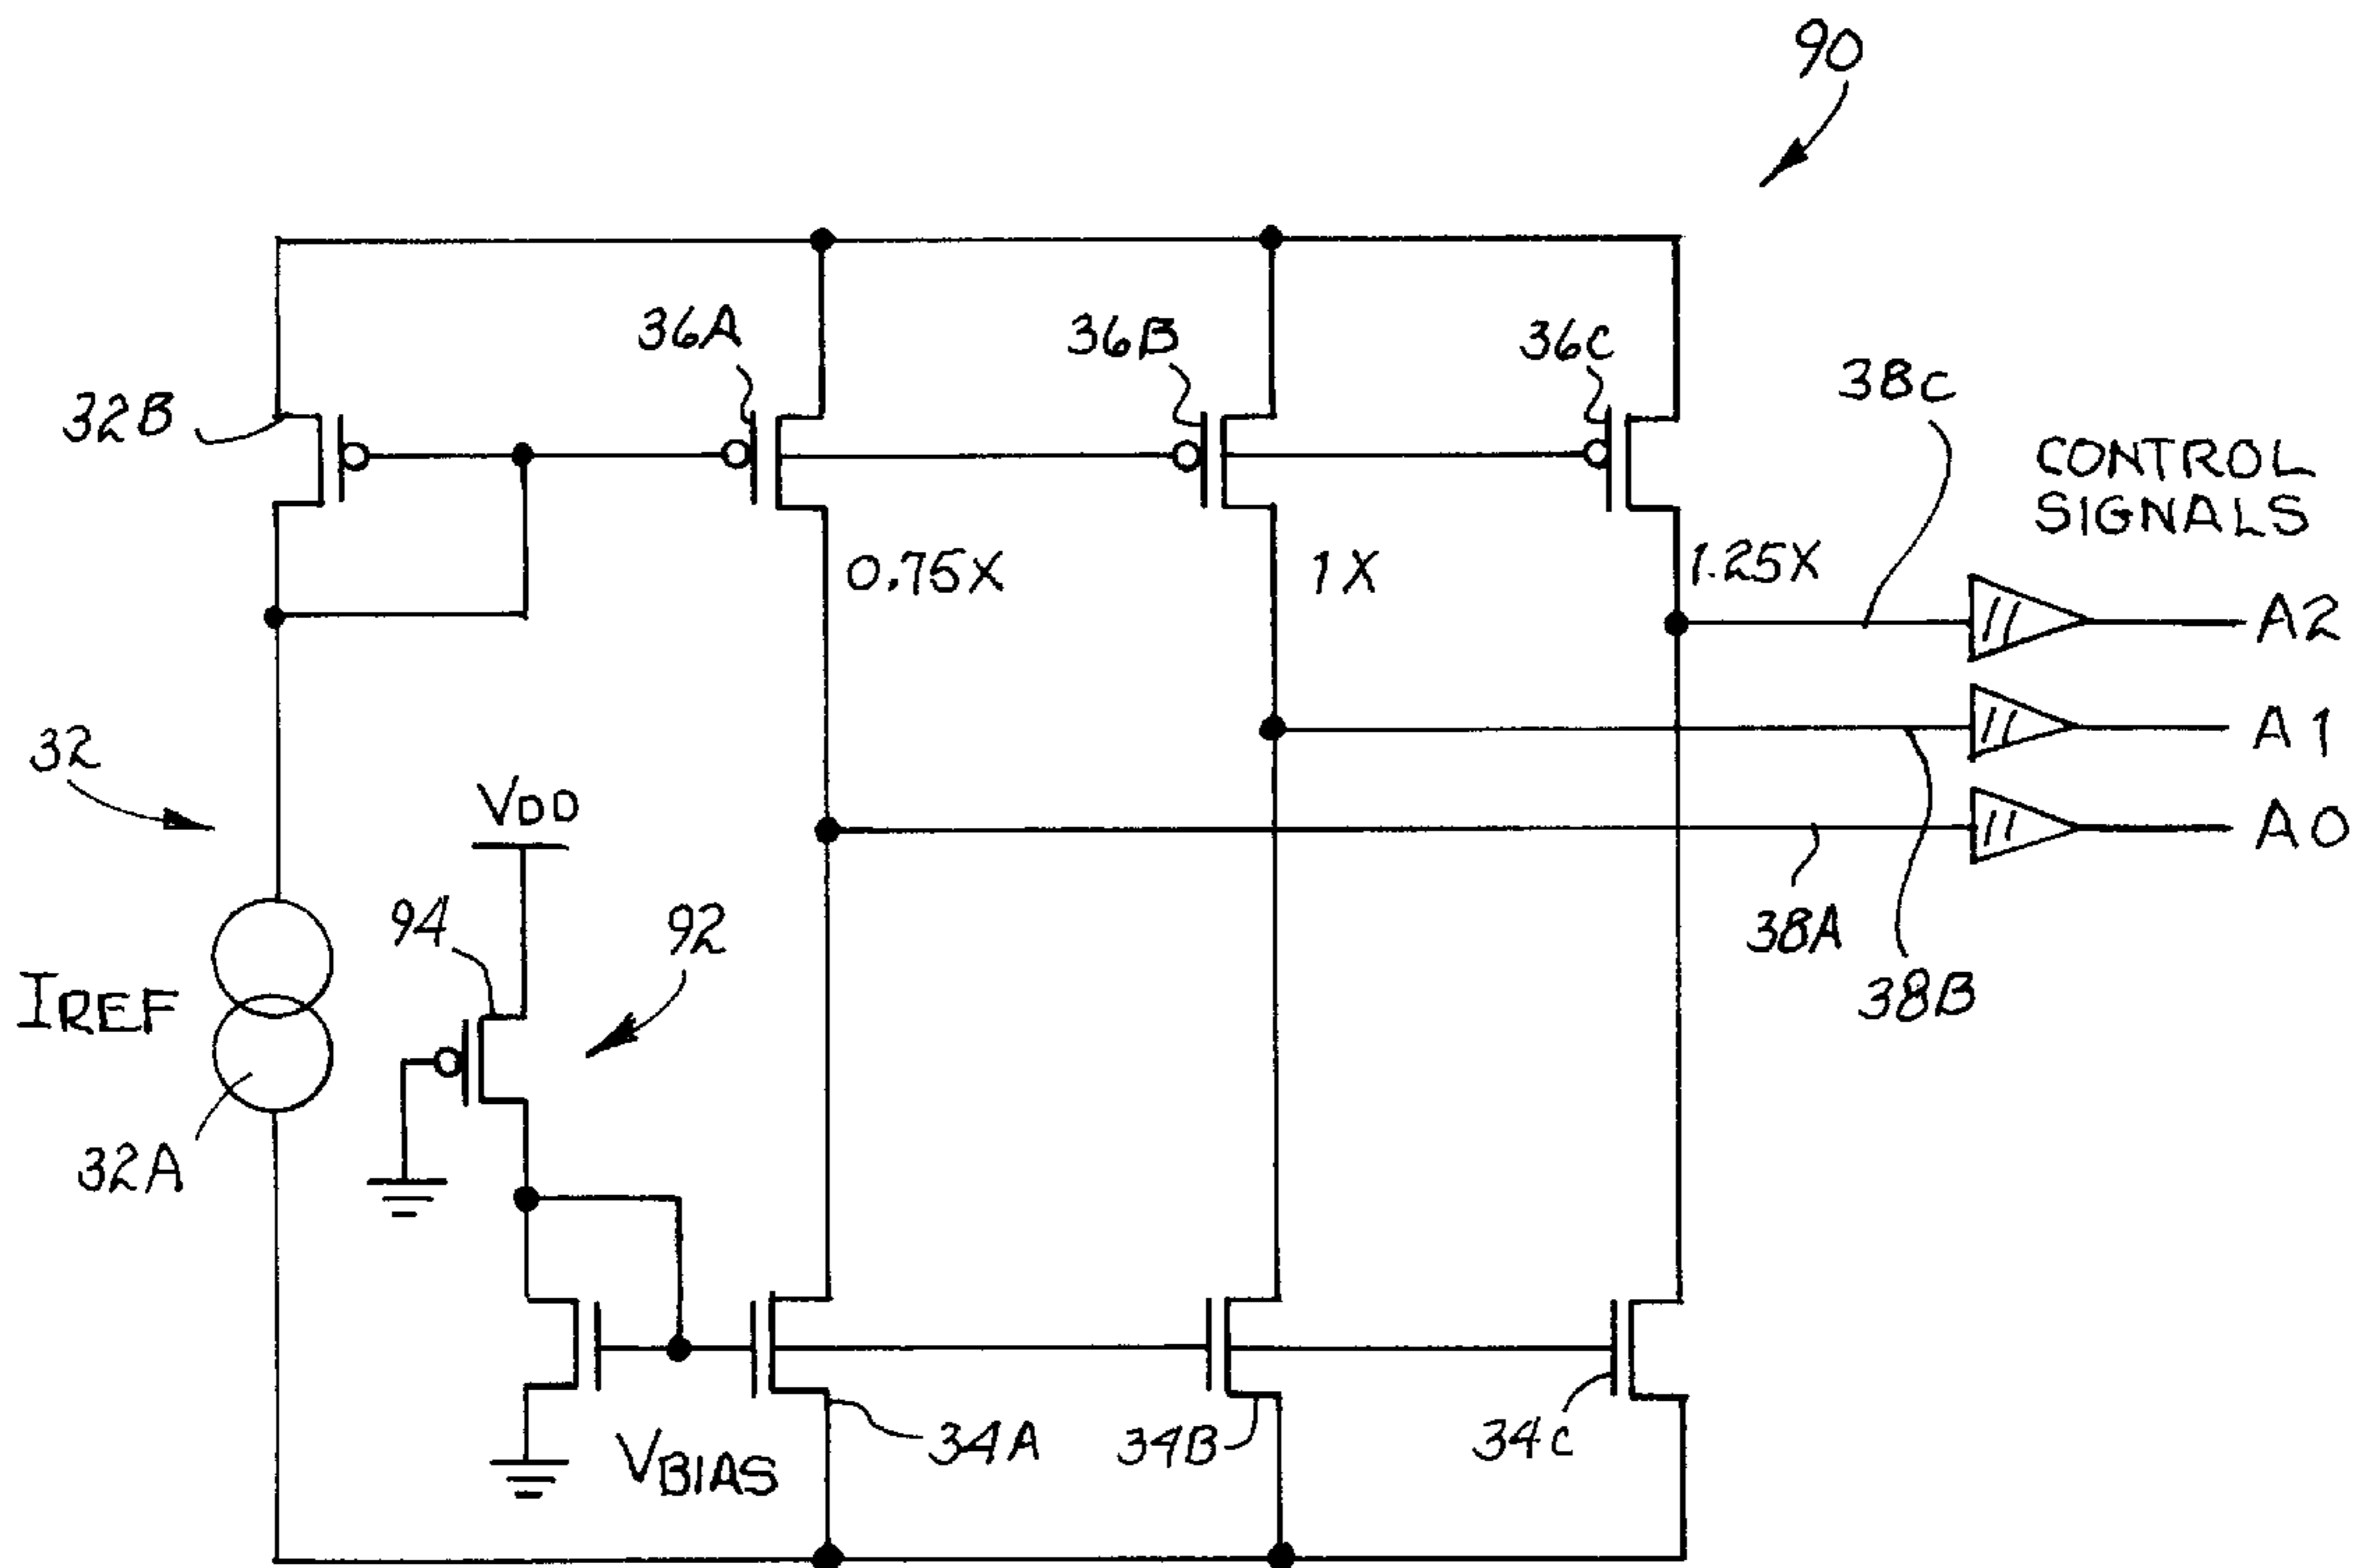 90
36A
36B
36C
38C
32B
CONTROL
SIGNALS
0.75X
1X
1.25X
A2
32
A1
VDD
A0
94
92
38A
IREF
38B
32A
34A
34B
34C
VBIAS